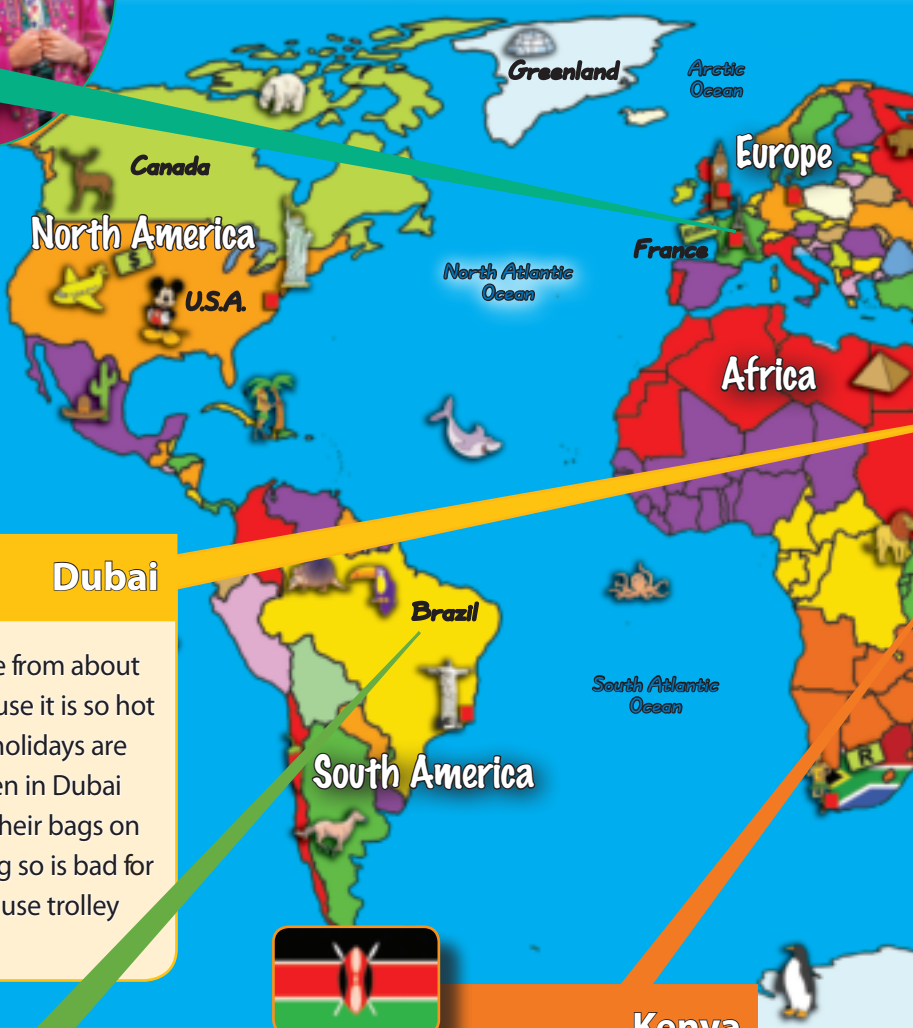 Greenland
Arctic
Ocean
Europe
Canada
North America
France
North Atlantic
Ocean
$
U.S.A.
Africa
Dubai
Brazil
e from about
use it is so hot
holidays are
en in Dubai
heir bags on
g so is bad for
use trolley
South Atlantic
Ocean
R
South America
Kenya